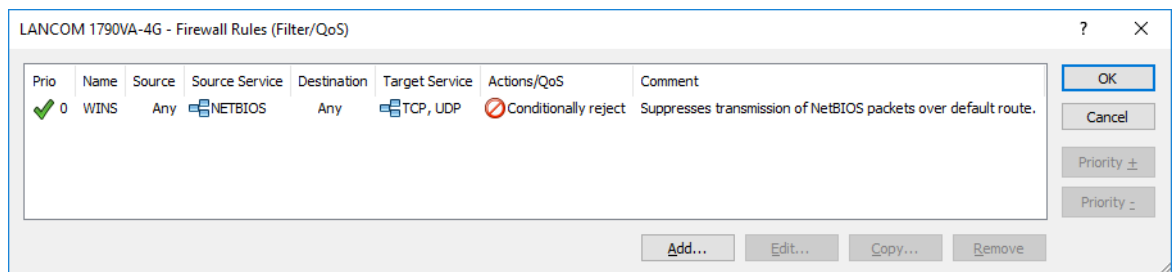 LANCOM 1790VA-4G - Firewall Rules (Filter/QoS) ?
Prio Name Source Source Service Destination Target Service Actions/QoS Comment
0 WINS Any NETBIOS Any TCP, UDP Conditionally reject Suppresses transmission of NetBIOS packets over default route.
OK
Cancel
Priority +
Priority -
Add... Edit... Copy... Remove